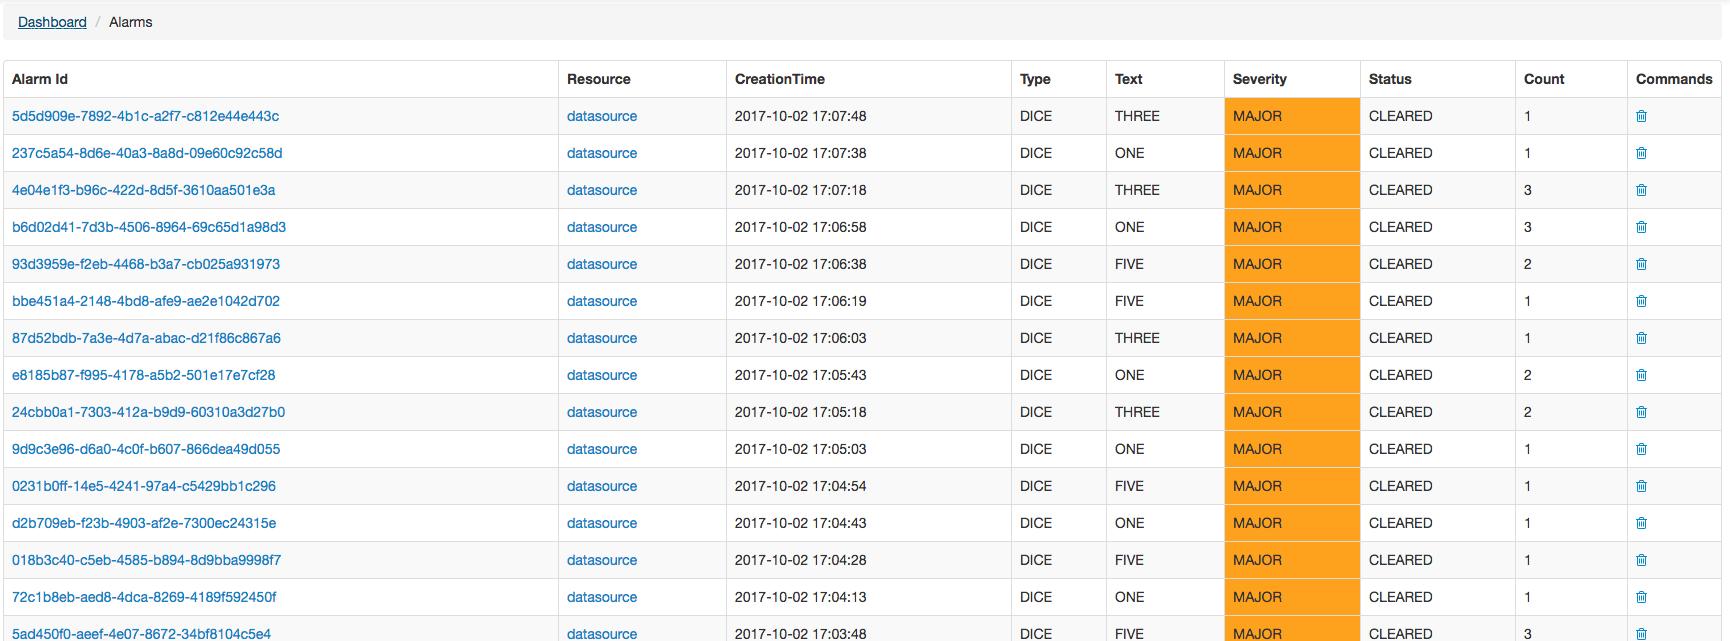 Dashboard / Alarms
Alarm Id Resource CreationTime Type Text Severity Status Count Commands
5d5d909e-7892-4b1c-a2f7-c812e44e443c datasource 2017-10-02 17:07:48 DICE THREE MAJOR CLEARED 1
237c5a54-8d6e-40a3-8a8d-09e60c92c58d datasource 2017-10-02 17:07:38 DICE ONE MAJOR CLEARED 1
4e04e1f3-b96c-422d-8d5f-3610aa501e3a datasource 2017-10-02 17:07:18 DICE THREE MAJOR CLEARED 3
b6d02d41-7d3b-4506-8964-69c65d1a98d3 datasource 2017-10-02 17:06:58 DICE ONE MAJOR CLEARED 3
93d3959e-f2eb-4468-b3a7-cb025a931973 datasource 2017-10-02 17:06:38 DICE FIVE MAJOR CLEARED 2
bbe451a4-2148-4bd8-afe9-ae2e1042d702 datasource 2017-10-02 17:06:19 DICE FIVE MAJOR CLEARED 1
87d52bdb-7a3e-4d7a-abac-d21f86c867a6 datasource 2017-10-02 17:06:03 DICE THREE MAJOR CLEARED 1
e8185b87-f995-4178-a5b2-501e17e7cf28 datasource 2017-10-02 17:05:43 DICE ONE MAJOR CLEARED 2
24cbb0a1-7303-412a-b9d9-60310a3d27b0 datasource 2017-10-02 17:05:18 DICE THREE MAJOR CLEARED 2
9d9c3e96-d6a0-4c0f-b607-866dea49d055 datasource 2017-10-02 17:05:03 DICE ONE MAJOR CLEARED 1
0231b0ff-14e5-4241-97a4-c5429bb1c296 datasource 2017-10-02 17:04:54 DICE FIVE MAJOR CLEARED 1
d2b709eb-f23b-4903-af2e-7300ec24315e datasource 2017-10-02 17:04:43 DICE ONE MAJOR CLEARED 1
018b3c40-c5eb-4585-b894-8d9bba9998f7 datasource 2017-10-02 17:04:28 DICE FIVE MAJOR CLEARED 1
72c1b8eb-aed8-4dca-8269-4189f592450f datasource 2017-10-02 17:04:13 DICE ONE MAJOR CLEARED 1
5ad450f0-aeef-4e07-8672-34bf8104c5e4 datasource 2017-10-02 17:03:48 DICE FIVE MAJOR CLEARED 3